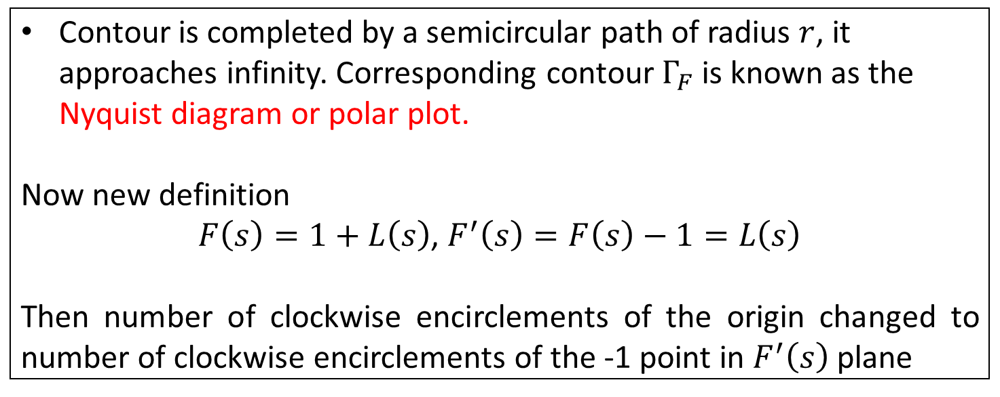 • Contour is completed by a semicircular path of radius r, it
approaches infinity. Corresponding contour Γ_F is known as the
Nyquist diagram or polar plot.
Now new definition
F(s) = 1 + L(s), F′(s) = F(s) − 1 = L(s)
Then number of clockwise encirclements of the origin changed to
number of clockwise encirclements of the -1 point in F′(s) plane